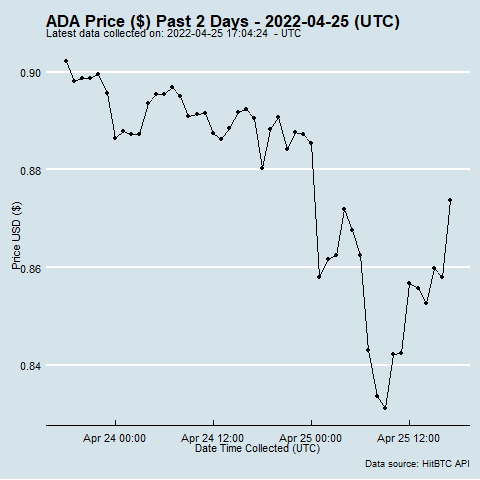 ADA Price ($) Past 2 Days - 2022-04-25 (UTC)
Latest data collected on: 2022-04-25 17:04:24 - UTC
0.90
0.88
0.86
0.84
Price USD ($)
Apr 24 00:00
Apr 24 12:00
Apr 25 00:00
Apr 25 12:00
Date Time Collected (UTC)
Data source: HitBTC API